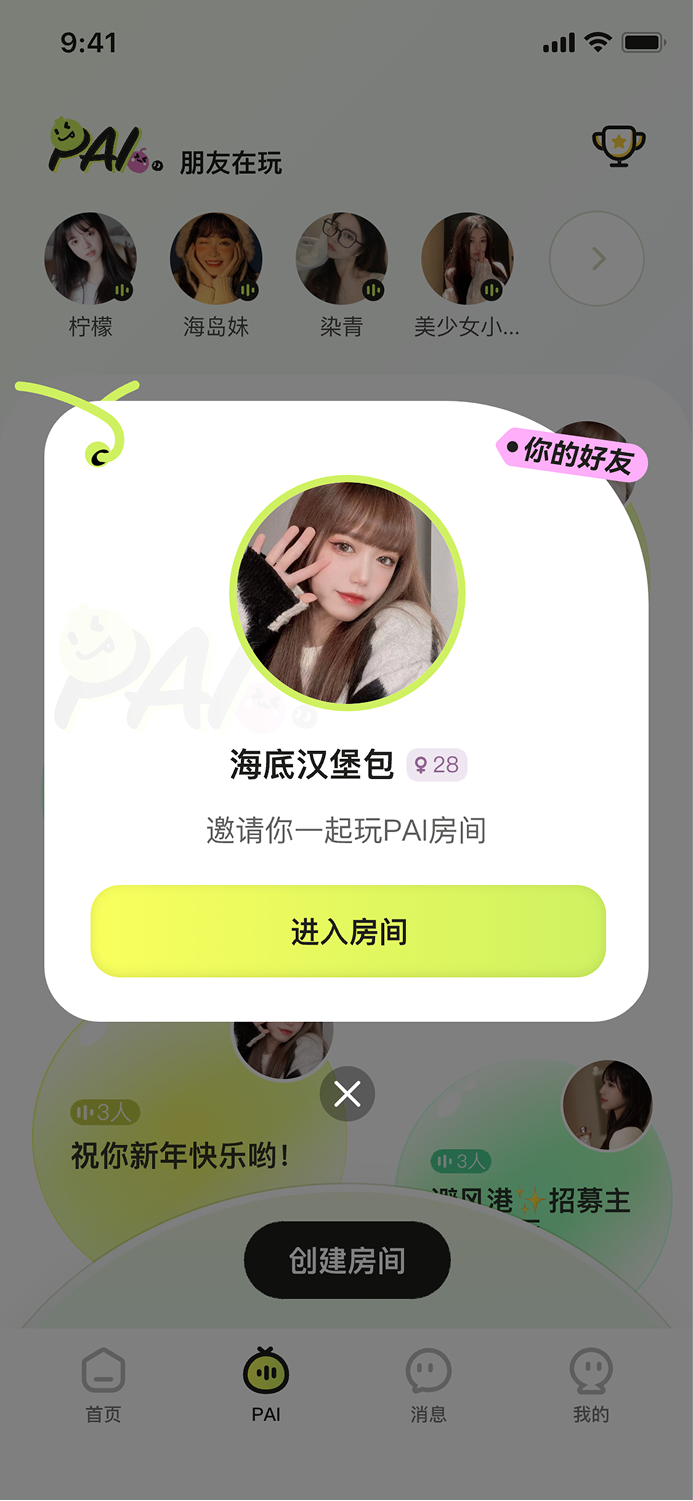 9:41
PAI
朋友在玩
柠檬
海岛妹
染青
美少女小...
你的好友
PAI
海底汉堡包 28
邀请你一起玩PAI房间
进入房间
3人
祝你新年快乐哟!
3人
避风港✨招募主
创建房间
首页
PAI
消息
我的